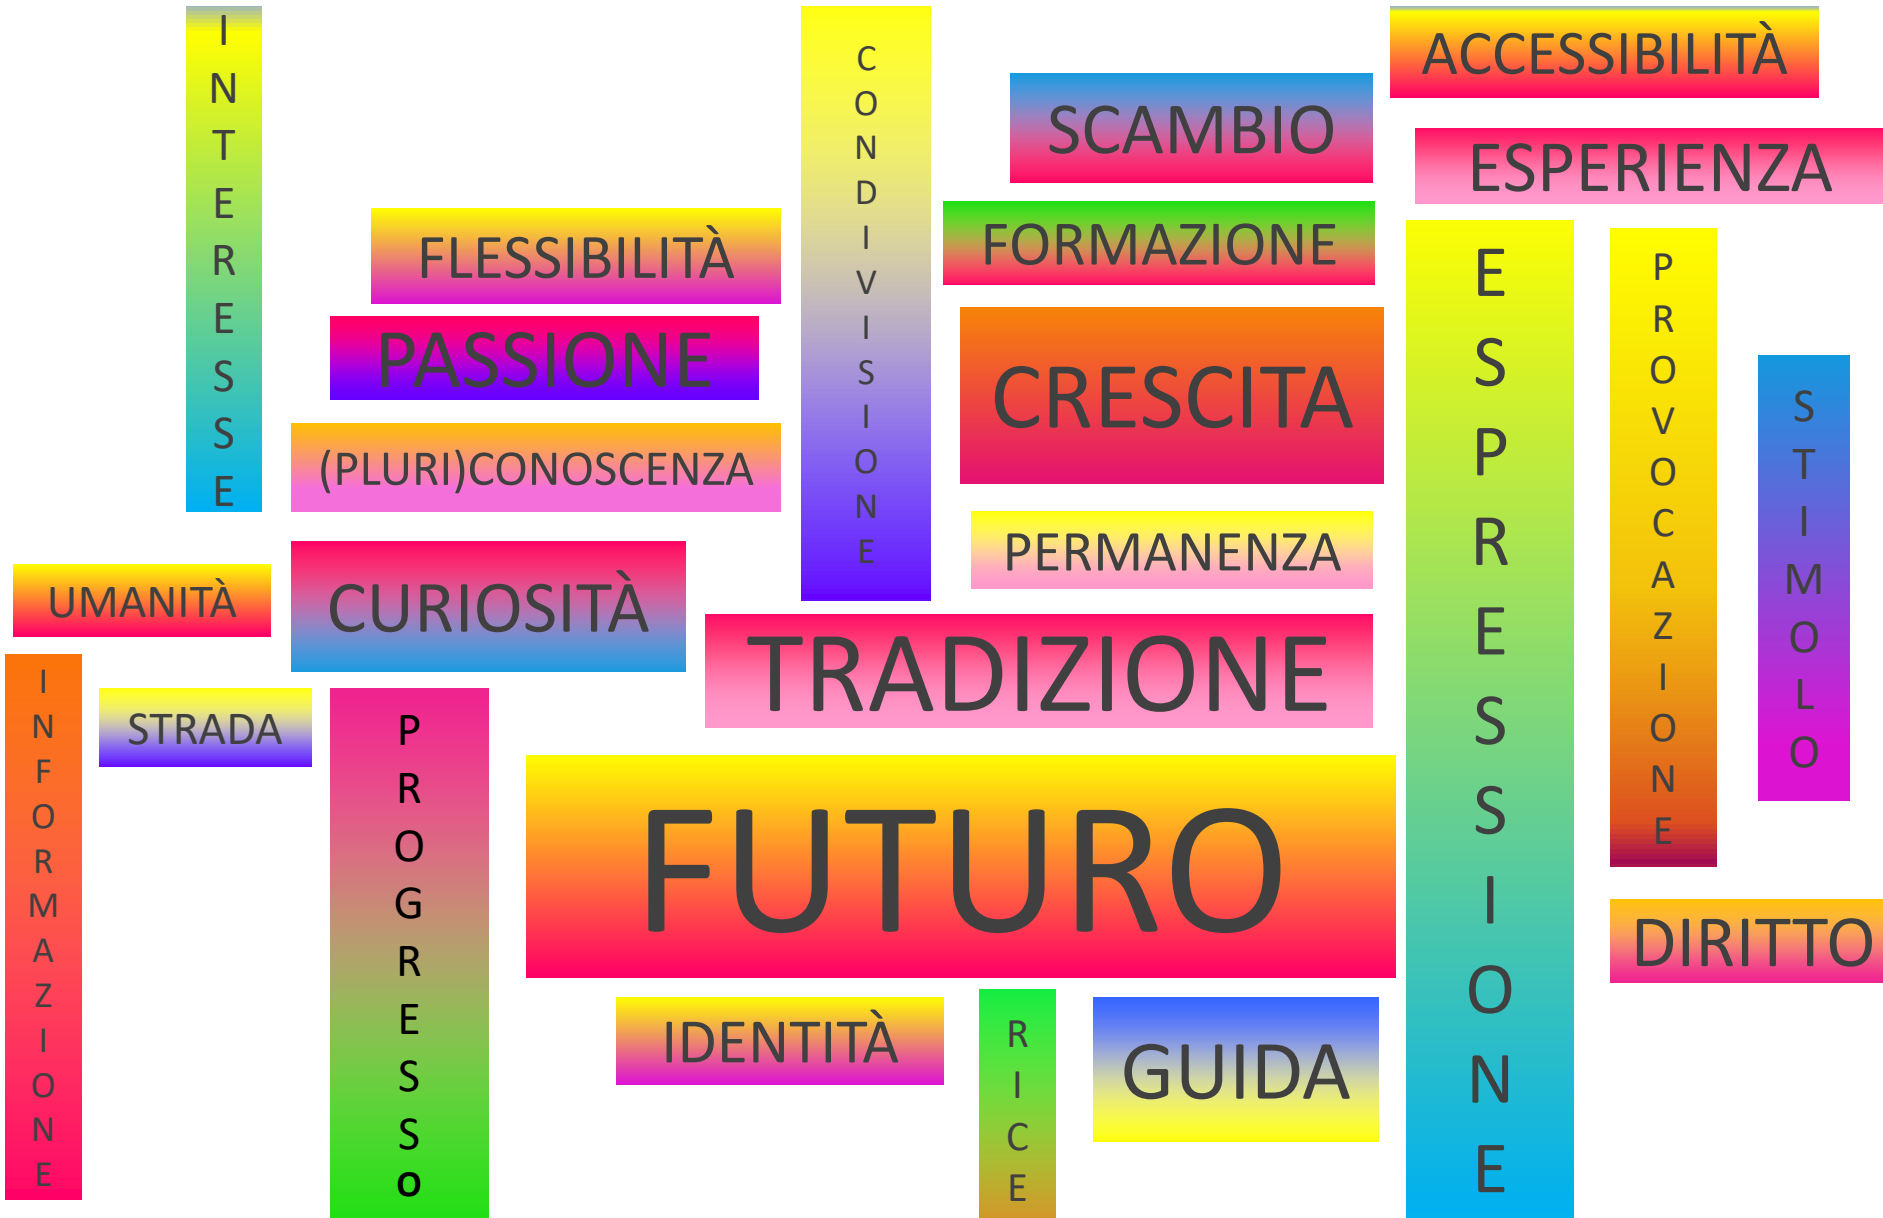 INTERESSE
CONDIVISIONE
ACCESSIBILITÀ
SCAMBIO
ESPERIENZA
FLESSIBILITÀ
FORMAZIONE
ESPRESSIONE
PROVOCAZIONE
PASSIONE
CRESCITA
STIMOLO
(PLURI)CONOSCENZA
PERMANENZA
UMANITÀ
CURIOSITÀ
TRADIZIONE
INFORMAZIONE
STRADA
PROGRESSO
FUTURO
DIRITTO
IDENTITÀ
RICE
GUIDA